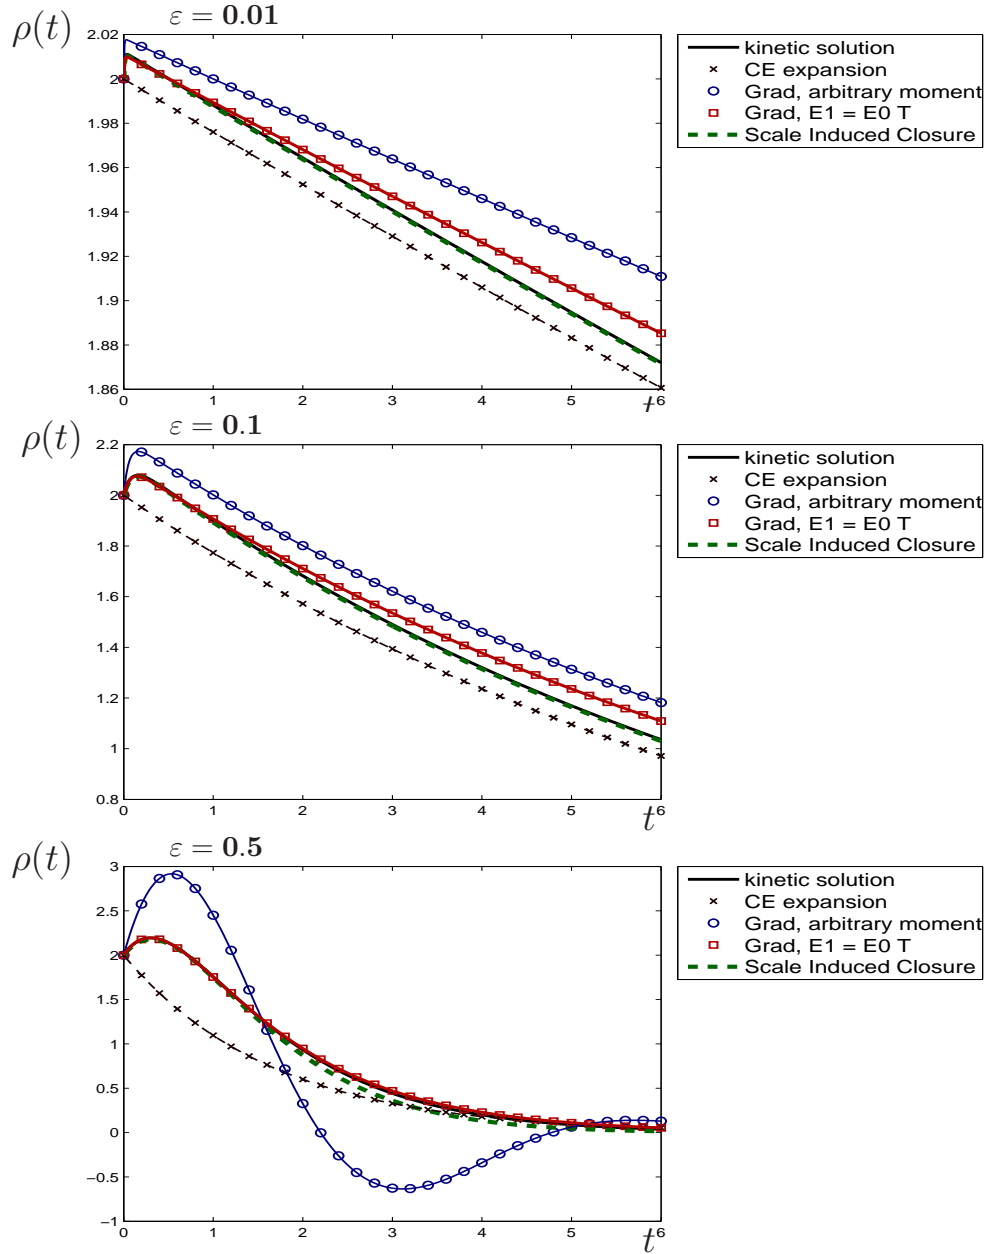 ρ(t)
ε = 0.01
2.02
2
1.98
1.96
1.94
1.92
1.9
1.88
1.86
0 1 2 3 4 5 6
t
kinetic solution
CE expansion
Grad, arbitrary moment
Grad, E1 = E0 T
Scale Induced Closure
ρ(t)
ε = 0.1
2.2
2
1.8
1.6
1.4
1.2
1
0.8
0 1 2 3 4 5 6
t
kinetic solution
CE expansion
Grad, arbitrary moment
Grad, E1 = E0 T
Scale Induced Closure
ρ(t)
ε = 0.5
3
2.5
2
1.5
1
0.5
0
−0.5
−1
0 1 2 3 4 5 6
t
kinetic solution
CE expansion
Grad, arbitrary moment
Grad, E1 = E0 T
Scale Induced Closure